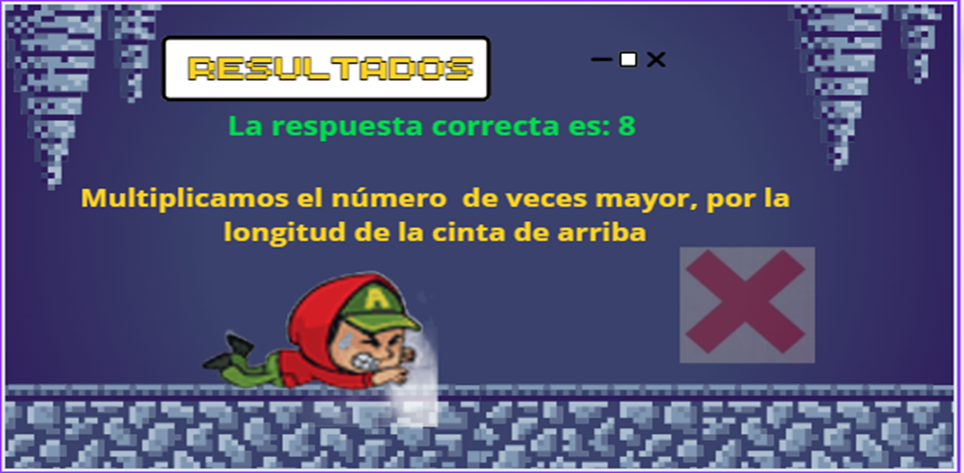 RESULTADOS
La respuesta correcta es: 8
Multiplicamos el número de veces mayor, por la
longitud de la cinta de arriba
A